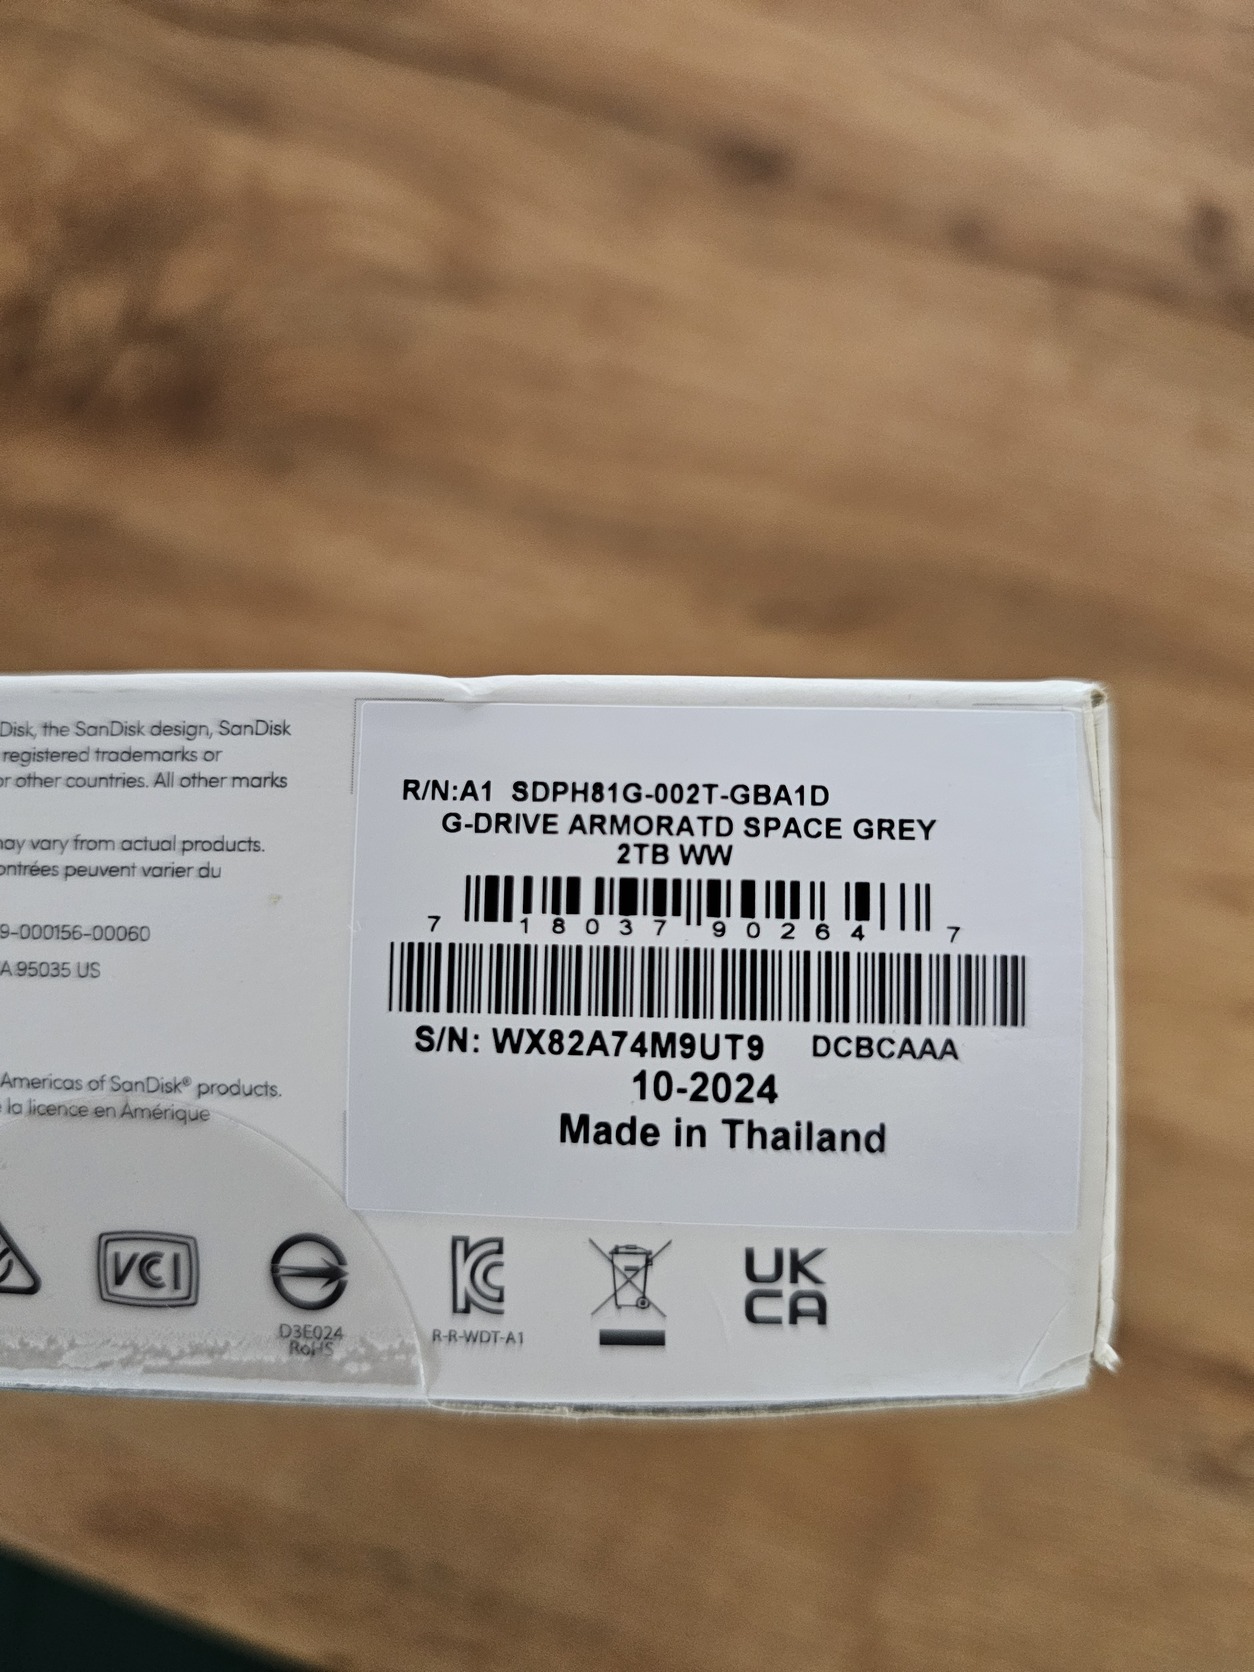 Disk, the SanDisk design, SanDisk
registered trademarks or
or other countries. All other marks
may vary from actual products.
ontrées peuvent varier du
9-000156-00060
A 95035 US
Americas of SanDisk® products.
la licence en Amérique
R/N:A1 SDPH81G-002T-GBA1D
G-DRIVE ARMORATD SPACE GREY
2TB WW
7 18037 90264 7
S/N: WX82A74M9UT9 DCBCAAA
10-2024
Made in Thailand
VCI
D3E024
RoHS
KC
R-R-WDT-A1
UK
CA